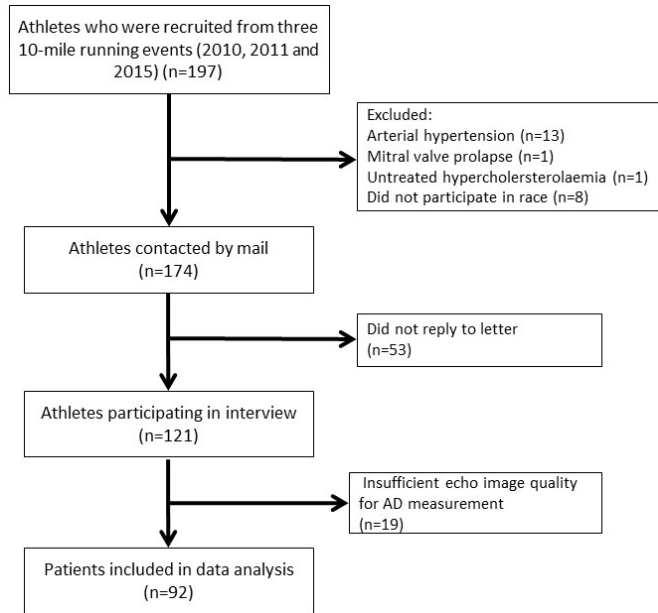 Athletes who were recruited from three
10-mile running events (2010, 2011 and
2015) (n=197)
Excluded:
Arterial hypertension (n=13)
Mitral valve prolapse (n=1)
Untreated hypercholersterolaemia (n=1)
Did not participate in race (n=8)
Athletes contacted by mail
(n=174)
Did not reply to letter
(n=53)
Athletes participating in interview
(n=121)
Insufficient echo image quality
for AD measurement
(n=19)
Patients included in data analysis
(n=92)